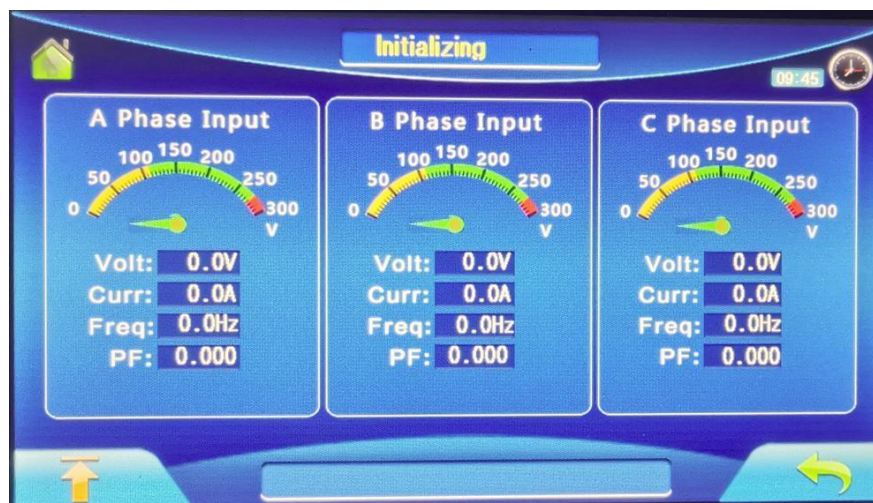 Initializing
09:45
A Phase Input
0 50 100 150 200 250 300
V
Volt: 0.0V
Curr: 0.0A
Freq: 0.0Hz
PF: 0.000
B Phase Input
0 50 100 150 200 250 300
V
Volt: 0.0V
Curr: 0.0A
Freq: 0.0Hz
PF: 0.000
C Phase Input
0 50 100 150 200 250 300
V
Volt: 0.0V
Curr: 0.0A
Freq: 0.0Hz
PF: 0.000